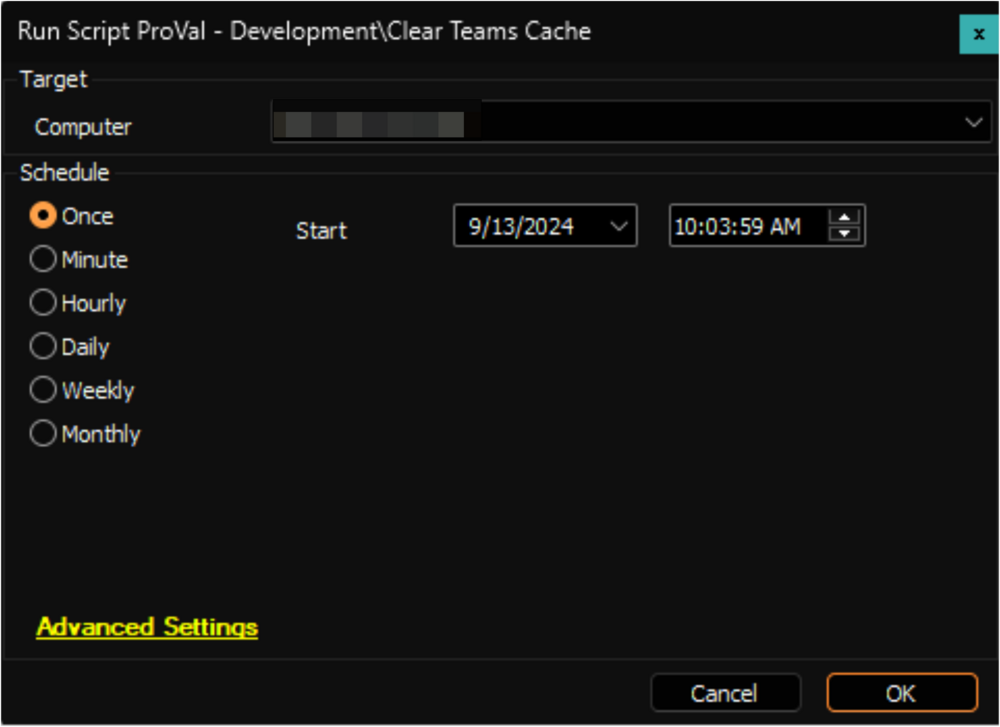 Run Script ProVal - Development\Clear Teams Cache
x
Target
Computer
Schedule
Once
Start 9/13/2024 10:03:59 AM
Minute
Hourly
Daily
Weekly
Monthly
Advanced Settings
Cancel OK